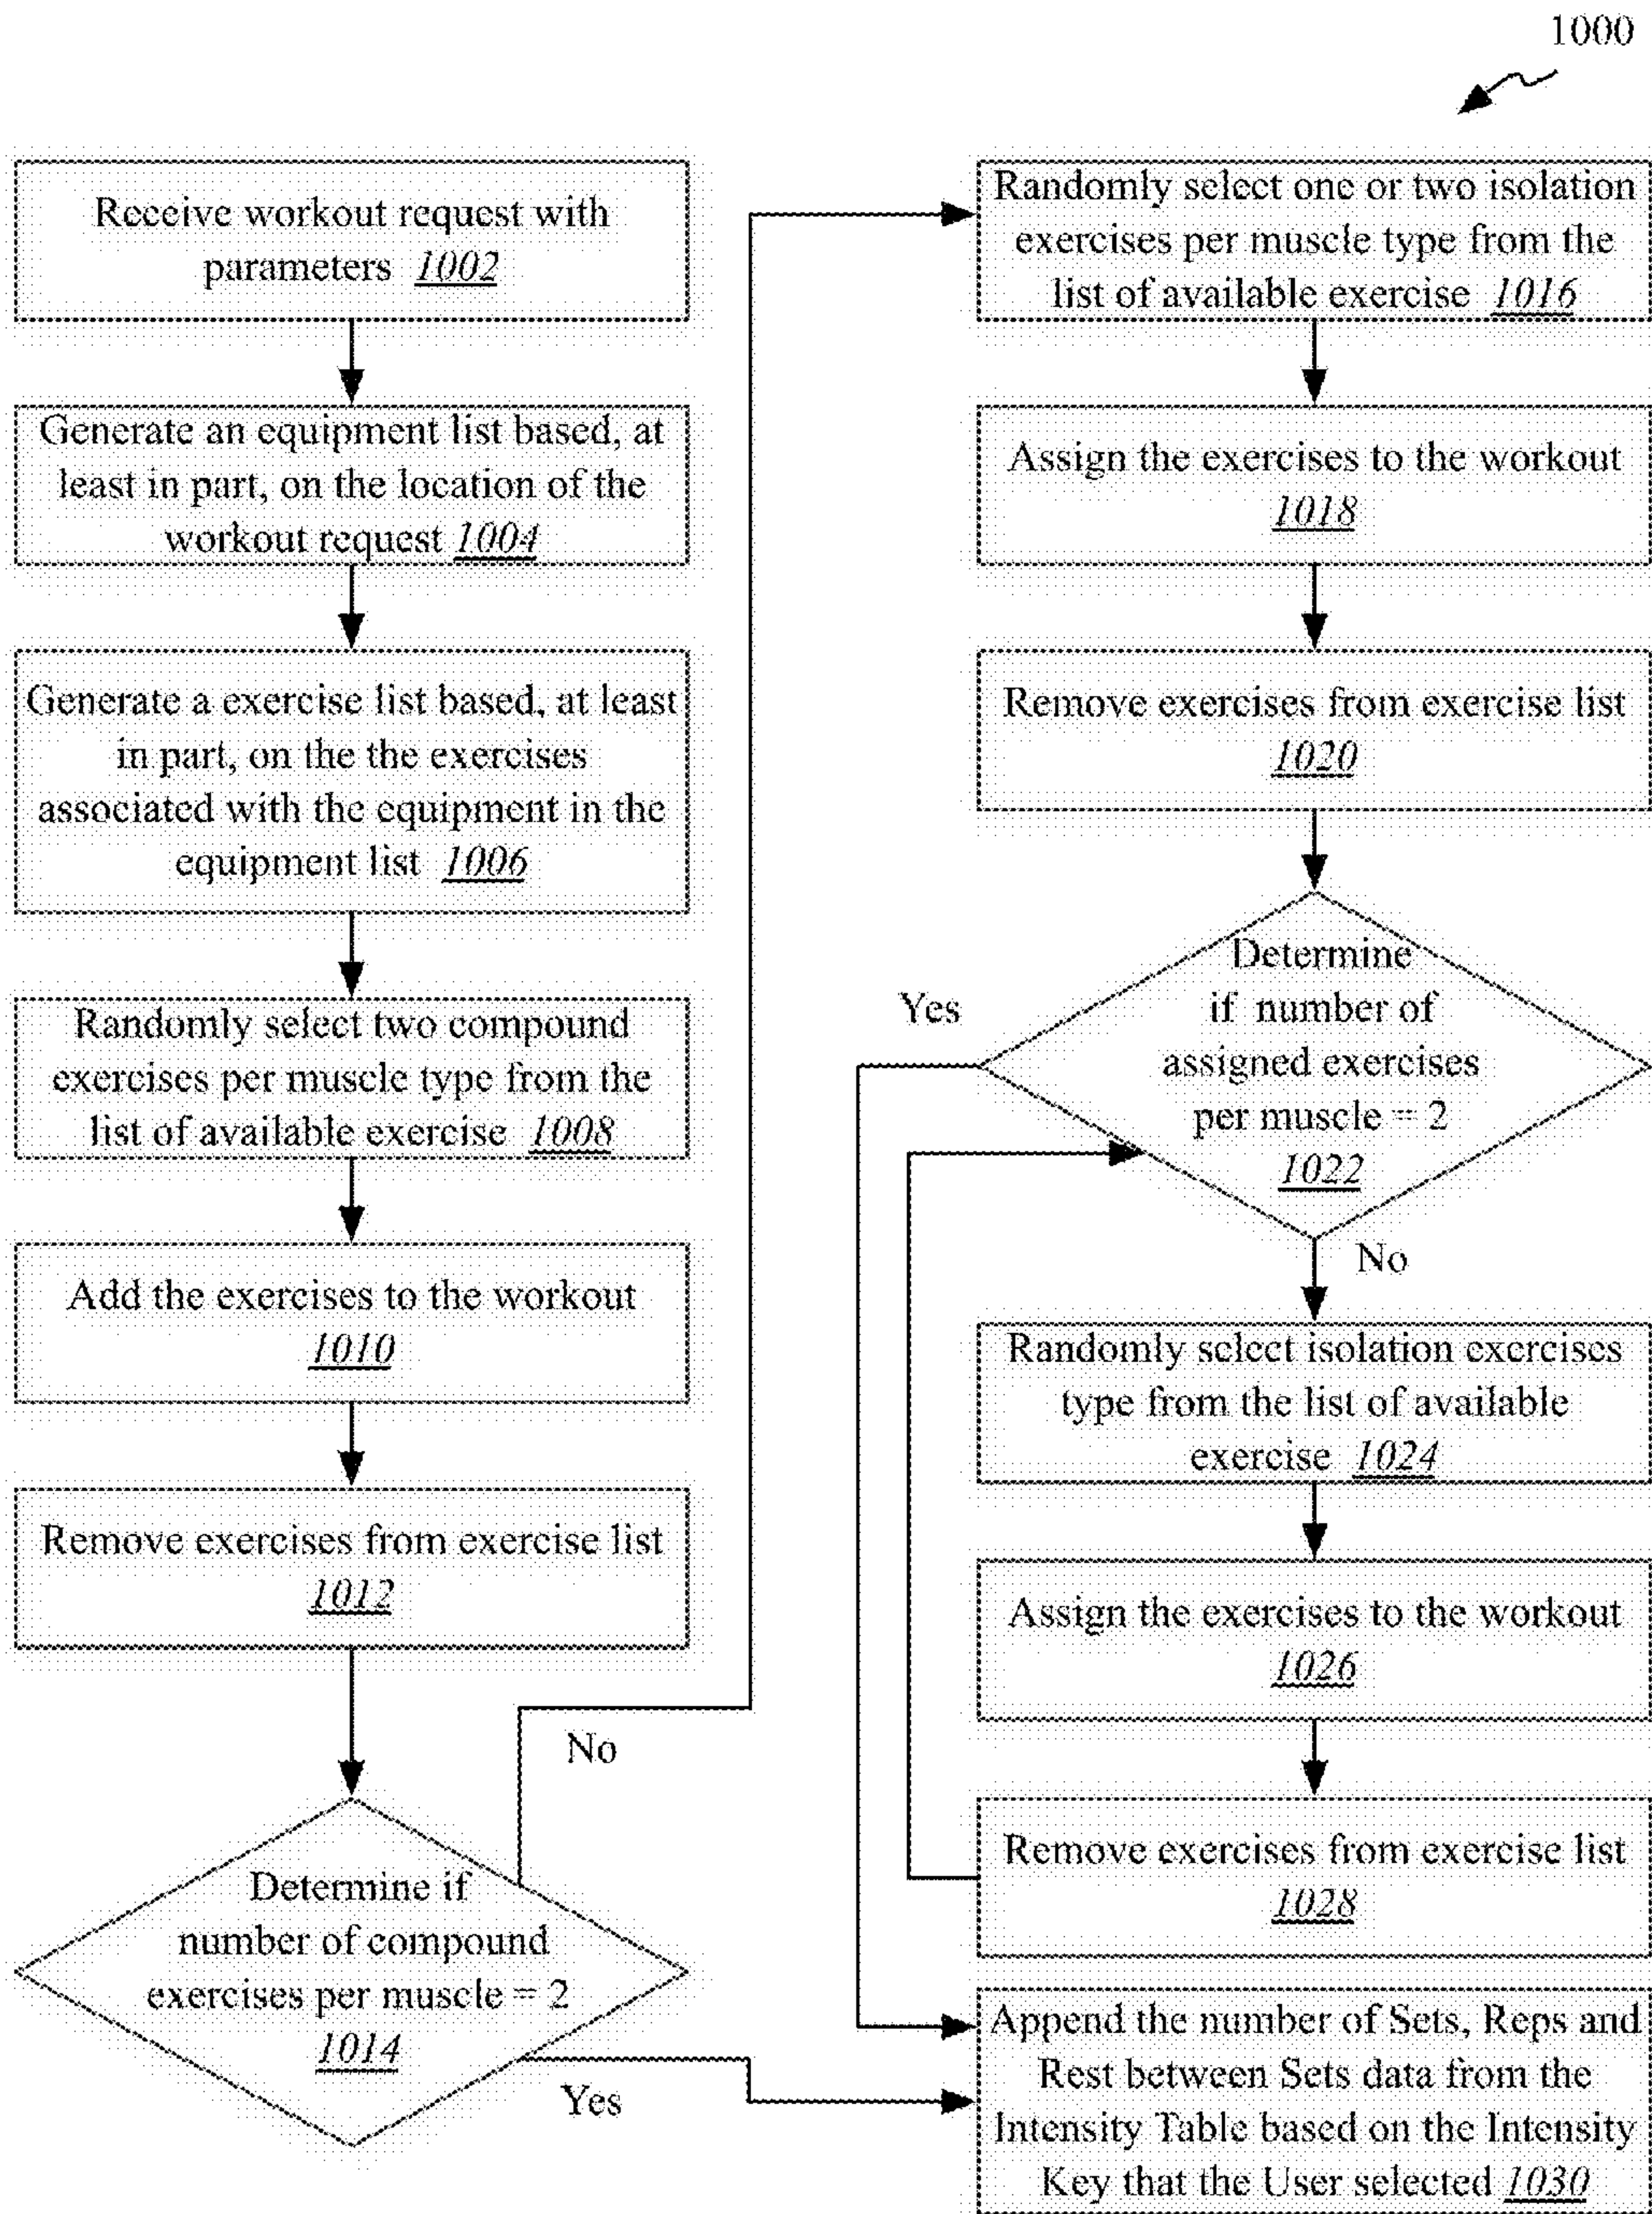 1000
Receive workout request with
parameters 1002
Generate an equipment list based, at
least in part, on the location of the
workout request 1004
Generate a exercise list based, at least
in part, on the the exercises
associated with the equipment in the
equipment list 1006
Randomly select two compound
exercises per muscle type from the
list of available exercise 1008
Add the exercises to the workout
1010
Remove exercises from exercise list
1012
No
Determine if
number of compound
exercises per muscle = 2
1014
Yes
Randomly select one or two isolation
exercises per muscle type from the
list of available exercise 1016
Assign the exercises to the workout
1018
Remove exercises from exercise list
1020
Yes
Determine
if number of
assigned exercises
per muscle = 2
1022
No
Randomly select isolation exercises
type from the list of available
exercise 1024
Assign the exercises to the workout
1026
Remove exercises from exercise list
1028
Append the number of Sets, Reps and
Rest between Sets data from the
Intensity Table based on the Intensity
Key that the User selected 1030